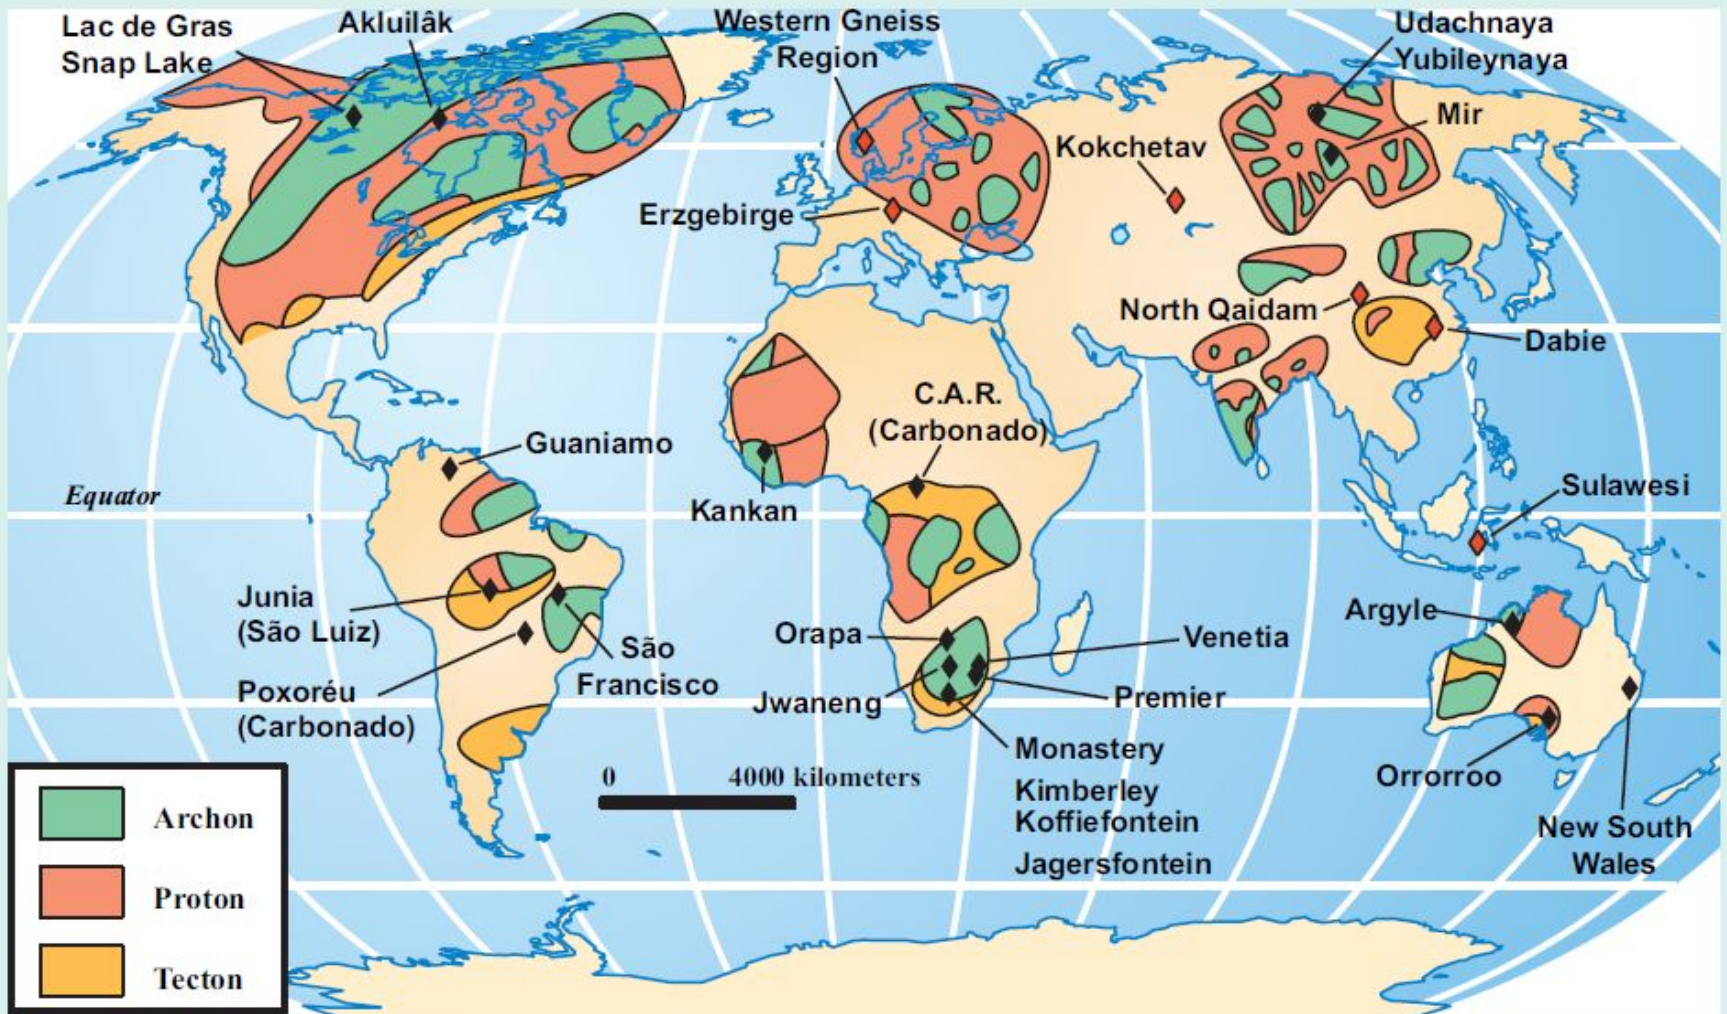 Lac de Gras
Snap Lake
Akluilâk
Western Gneiss
Region
Udachnaya
Yubileynaya
Mir
Kokchetav
Erzgebirge
North Qaidam
Dabie
C.A.R.
(Carbonado)
Guaniamo
Equator
Kankan
Sulawesi
Junia
(São Luiz)
Argyle
Orapa
Venetia
São
Francisco
Poxoréu
(Carbonado)
Jwaneng
Premier
Monastery
Kimberley
Koffiefontein
Jagersfontein
Orrorroo
New South
Wales
0 4000 kilometers
Archon
Proton
Tecton